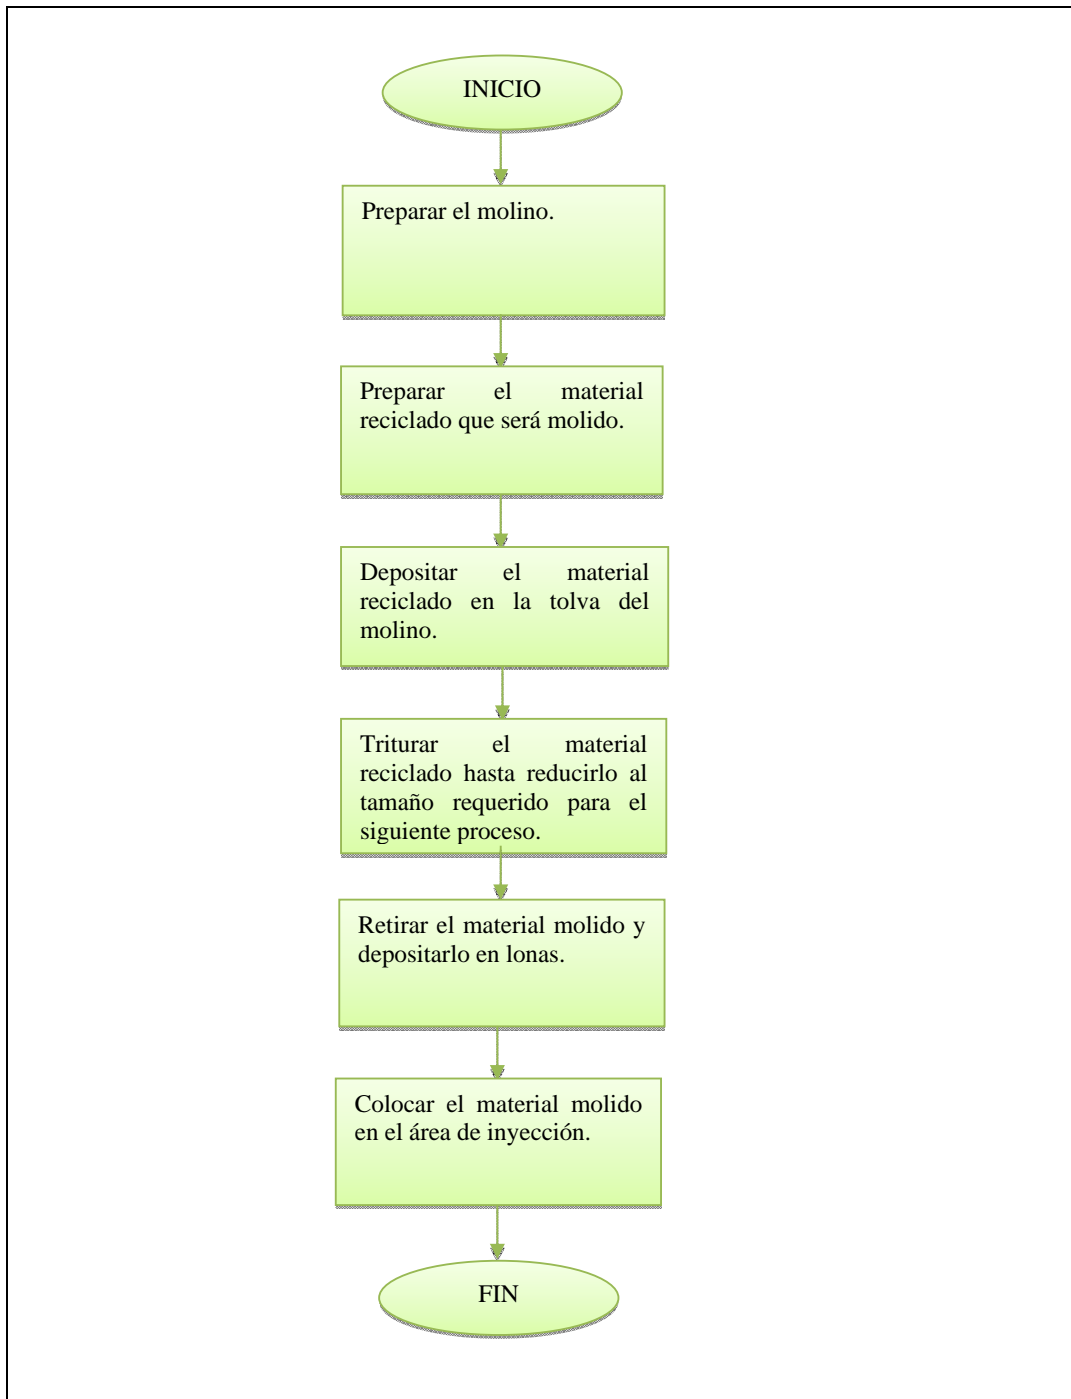 INICIO
Preparar el molino.
Preparar el material
reciclado que será molido.
Depositar el material
reciclado en la tolva del
molino.
Triturar el material
reciclado hasta reducirlo al
tamaño requerido para el
siguiente proceso.
Retirar el material molido y
depositarlo en lonas.
Colocar el material molido
en el área de inyección.
FIN